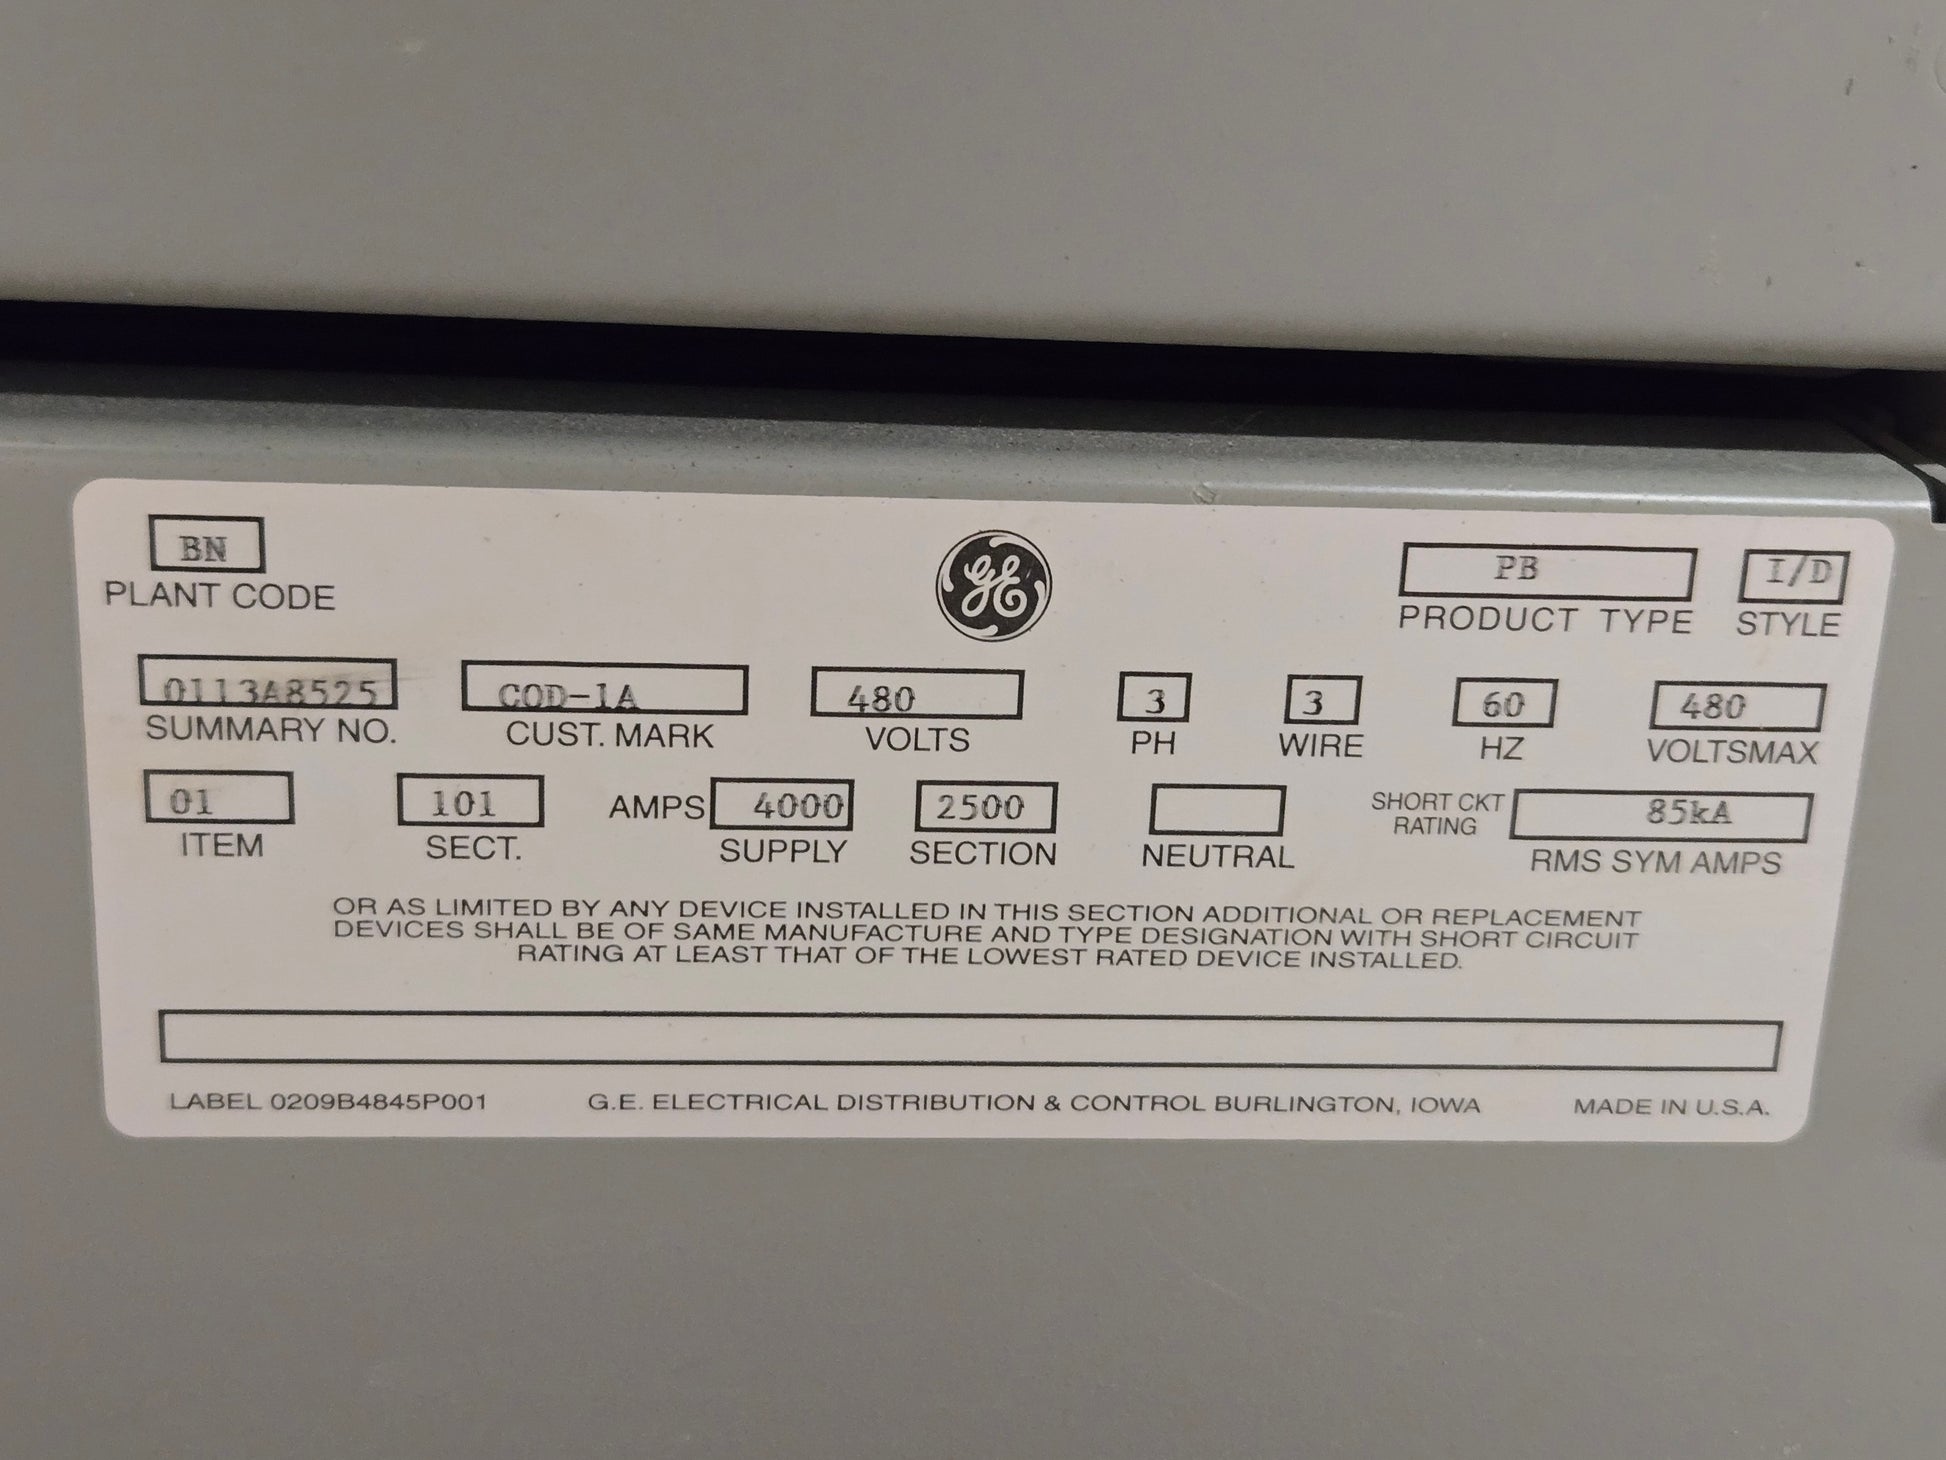 BN
PLANT CODE
GE
PB
PRODUCT TYPE
I/D
STYLE
0113A8525
SUMMARY NO.
COD-1A
CUST. MARK
480
VOLTS
3
PH
3
WIRE
60
HZ
480
VOLTSMAX
01
ITEM
101
SECT.
AMPS 4000
SUPPLY
2500
SECTION
NEUTRAL
SHORT CKT
RATING
85kA
RMS SYM AMPS
OR AS LIMITED BY ANY DEVICE INSTALLED IN THIS SECTION ADDITIONAL OR REPLACEMENT
DEVICES SHALL BE OF SAME MANUFACTURE AND TYPE DESIGNATION WITH SHORT CIRCUIT
RATING AT LEAST THAT OF THE LOWEST RATED DEVICE INSTALLED.
LABEL 0209B4845P001 G.E. ELECTRICAL DISTRIBUTION & CONTROL BURLINGTON, IOWA MADE IN U.S.A.